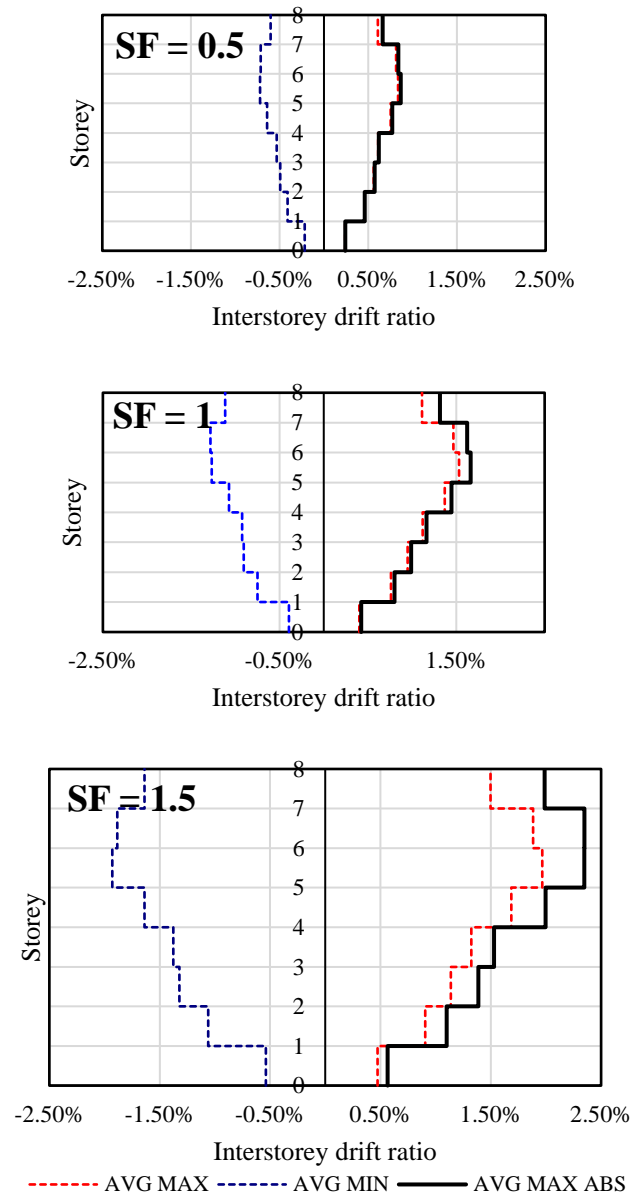 8
SF = 0.5
7
6
5
Storey
4
3
2
1
0
-2.50% -1.50% -0.50% 0.50% 1.50% 2.50%
Interstorey drift ratio
8
SF = 1
7
6
5
Storey
4
3
2
1
0
-2.50% -0.50% 1.50%
Interstorey drift ratio
8
SF = 1.5
7
6
5
Storey
4
3
2
1
0
-2.50% -1.50% -0.50% 0.50% 1.50% 2.50%
Interstorey drift ratio
AVG MAX AVG MIN AVG MAX ABS